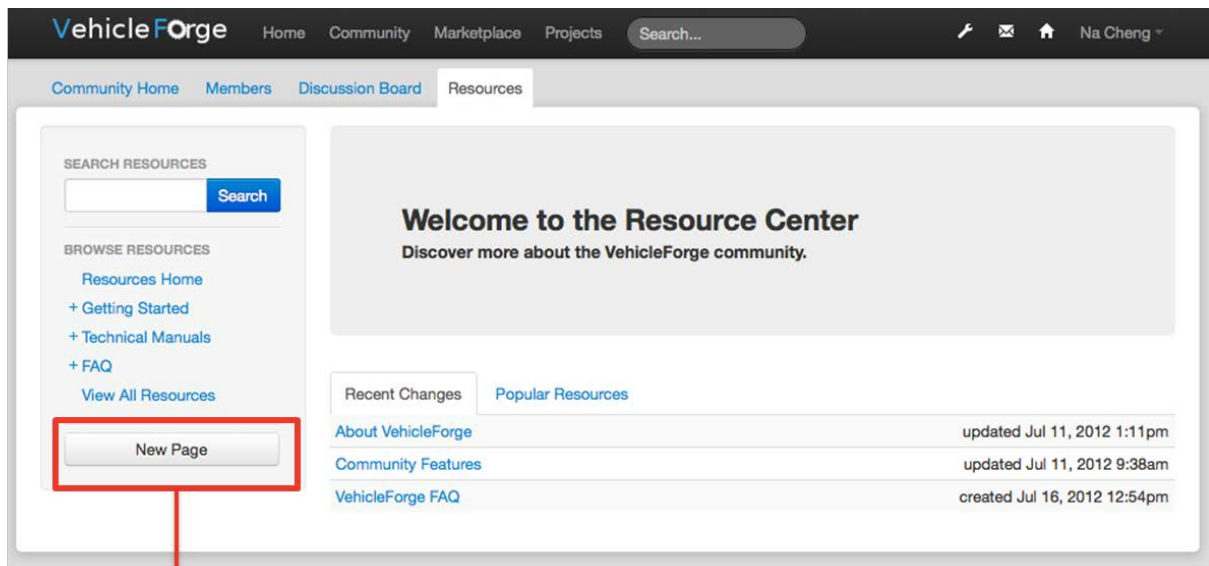 VehicleFOrge Home Community Marketplace Projects Search... Na Cheng
Community Home Members Discussion Board Resources
SEARCH RESOURCES
Search
BROWSE RESOURCES
Resources Home
+ Getting Started
+ Technical Manuals
+ FAQ
View All Resources
New Page
Welcome to the Resource Center
Discover more about the VehicleForge community.
Recent Changes Popular Resources
About VehicleForge updated Jul 11, 2012 1:11pm
Community Features updated Jul 11, 2012 9:38am
VehicleForge FAQ created Jul 16, 2012 12:54pm